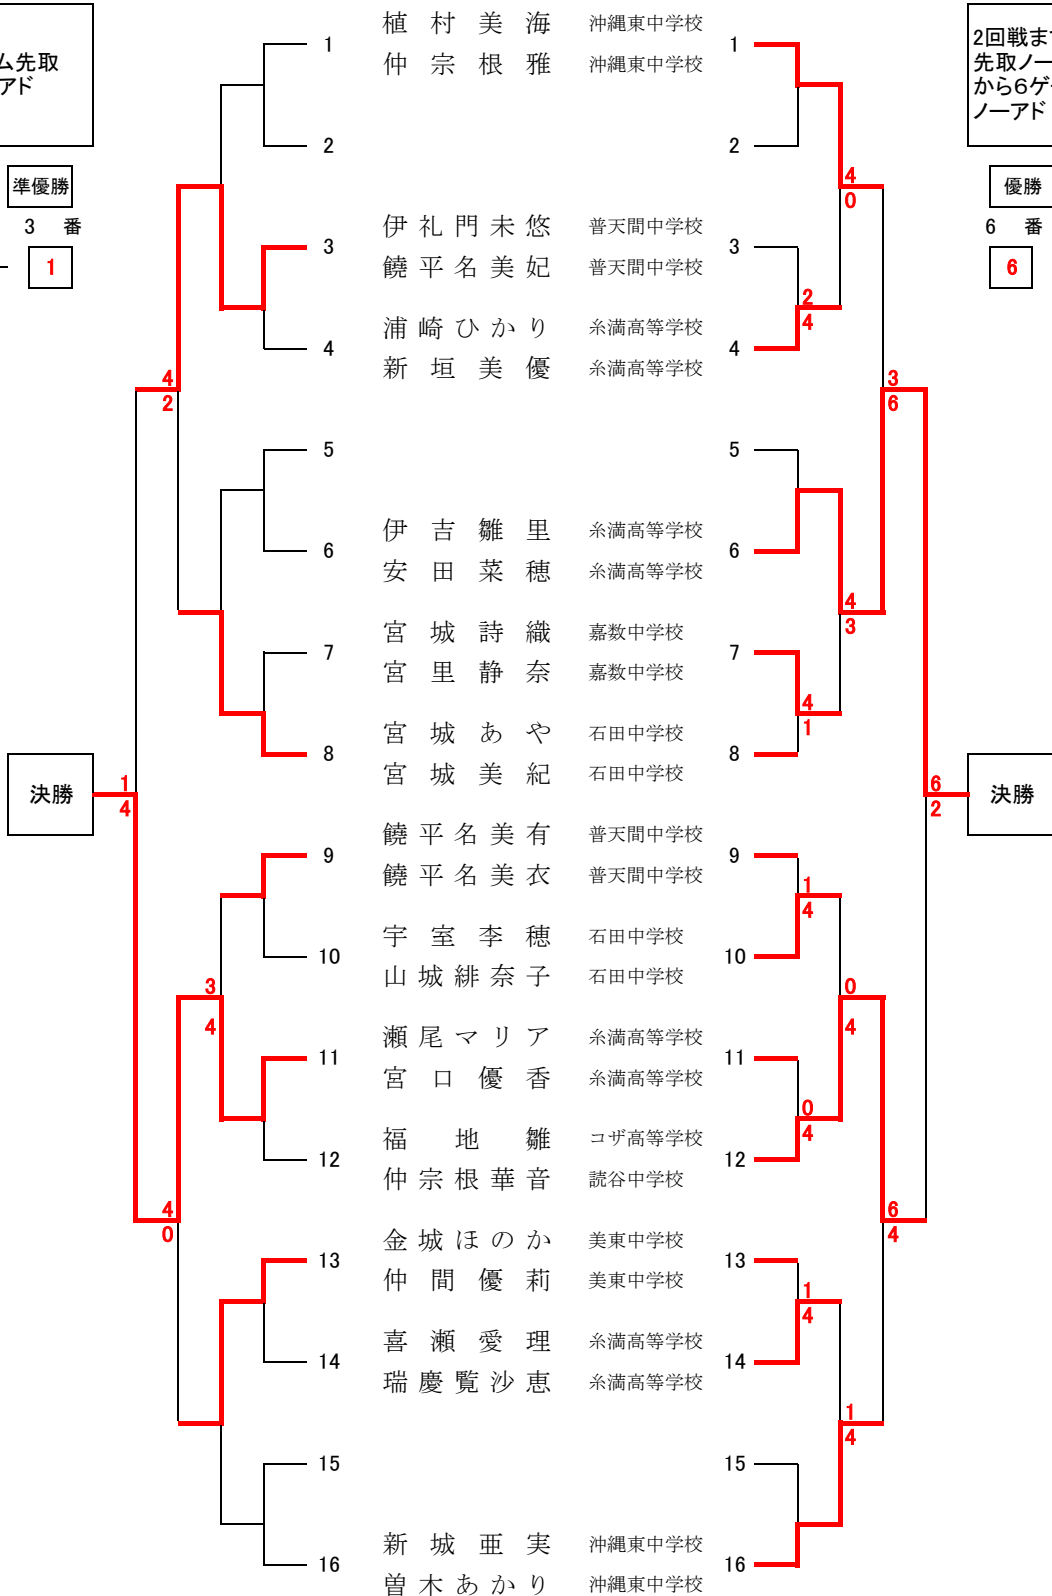 ム先取
アド
準優勝
3 番
1
決勝
植村美海 沖縄東中学校
1 1
仲宗根雅 沖縄東中学校
2 2
4
0
伊礼門未悠 普天間中学校
3 3
饒平名美妃 普天間中学校
2
4
浦崎ひかり 糸満高等学校
4 4
新垣美優 糸満高等学校
4 3
2 6
5 5
伊吉雛里 糸満高等学校
6 6
安田菜穂 糸満高等学校
4
3
宮城詩織 嘉数中学校
7 7
宮里静奈 嘉数中学校
4
1
宮城あや 石田中学校
8 8
宮城美紀 石田中学校
1 6
4 2
饒平名美有 普天間中学校
9 9
饒平名美衣 普天間中学校
1
4
宇室李穂 石田中学校
10 10
山城緋奈子 石田中学校
3 0
4 4
瀬尾マリア 糸満高等学校
11 11
宮口優香 糸満高等学校
0
4
福地雛 コザ高等学校
12 12
仲宗根華音 読谷中学校
4 6
0 4
金城ほのか 美東中学校
13 13
仲間優莉 美東中学校
1
4
喜瀬愛理 糸満高等学校
14 14
瑞慶覧沙恵 糸満高等学校
1
4
15 15
新城亜実 沖縄東中学校
16 16
曽木あかり 沖縄東中学校
2回戦まで
先取ノー
から6ゲ
ノーアド
優勝
6 番
6
決勝